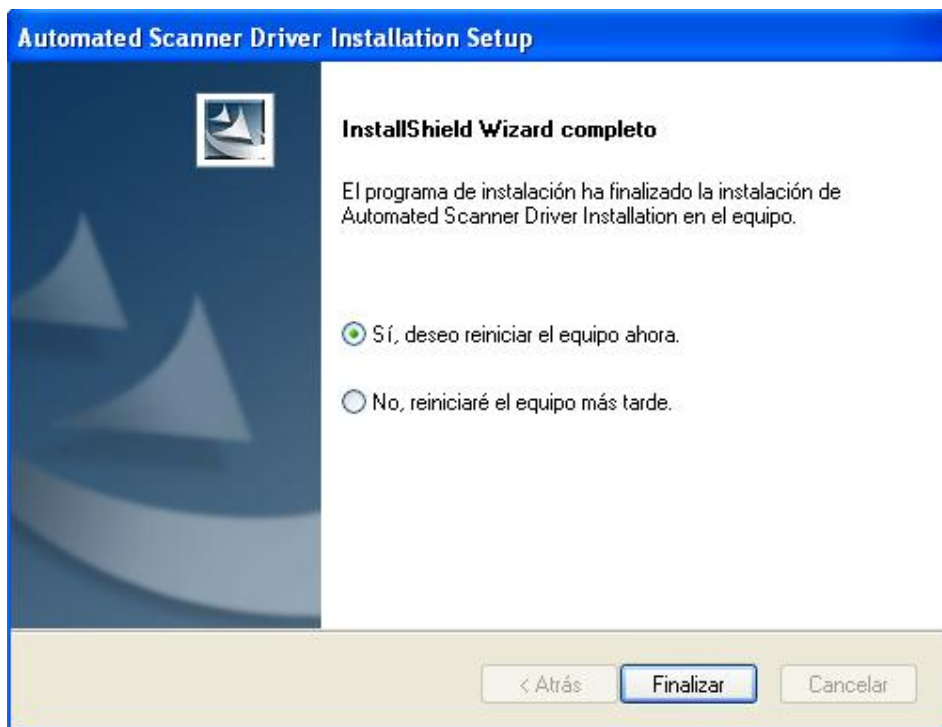 Automated Scanner Driver Installation Setup
InstallShield Wizard completo
El programa de instalación ha finalizado la instalación de
Automated Scanner Driver Installation en el equipo.
Sí, deseo reiniciar el equipo ahora.
No, reiniciaré el equipo más tarde.
< Atrás
Finalizar
Cancelar